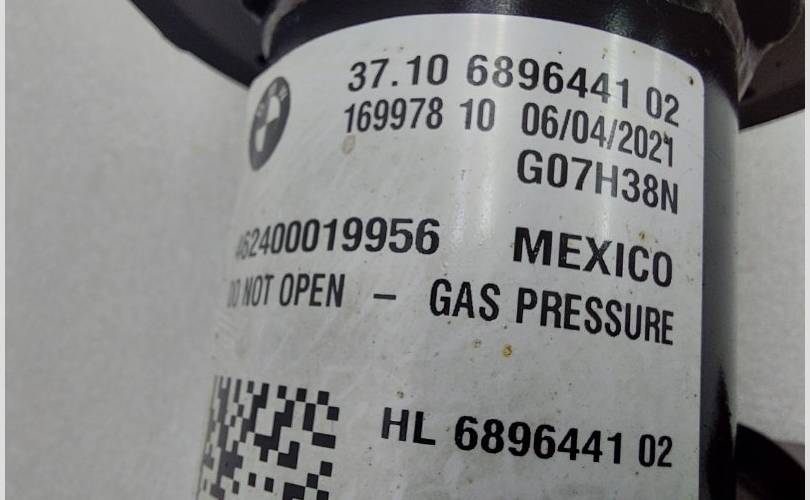 37.10 6896441 02
169978 10 06/04/2021
G07H38N
462400019956 MEXICO
DO NOT OPEN – GAS PRESSURE
HL 6896441 02